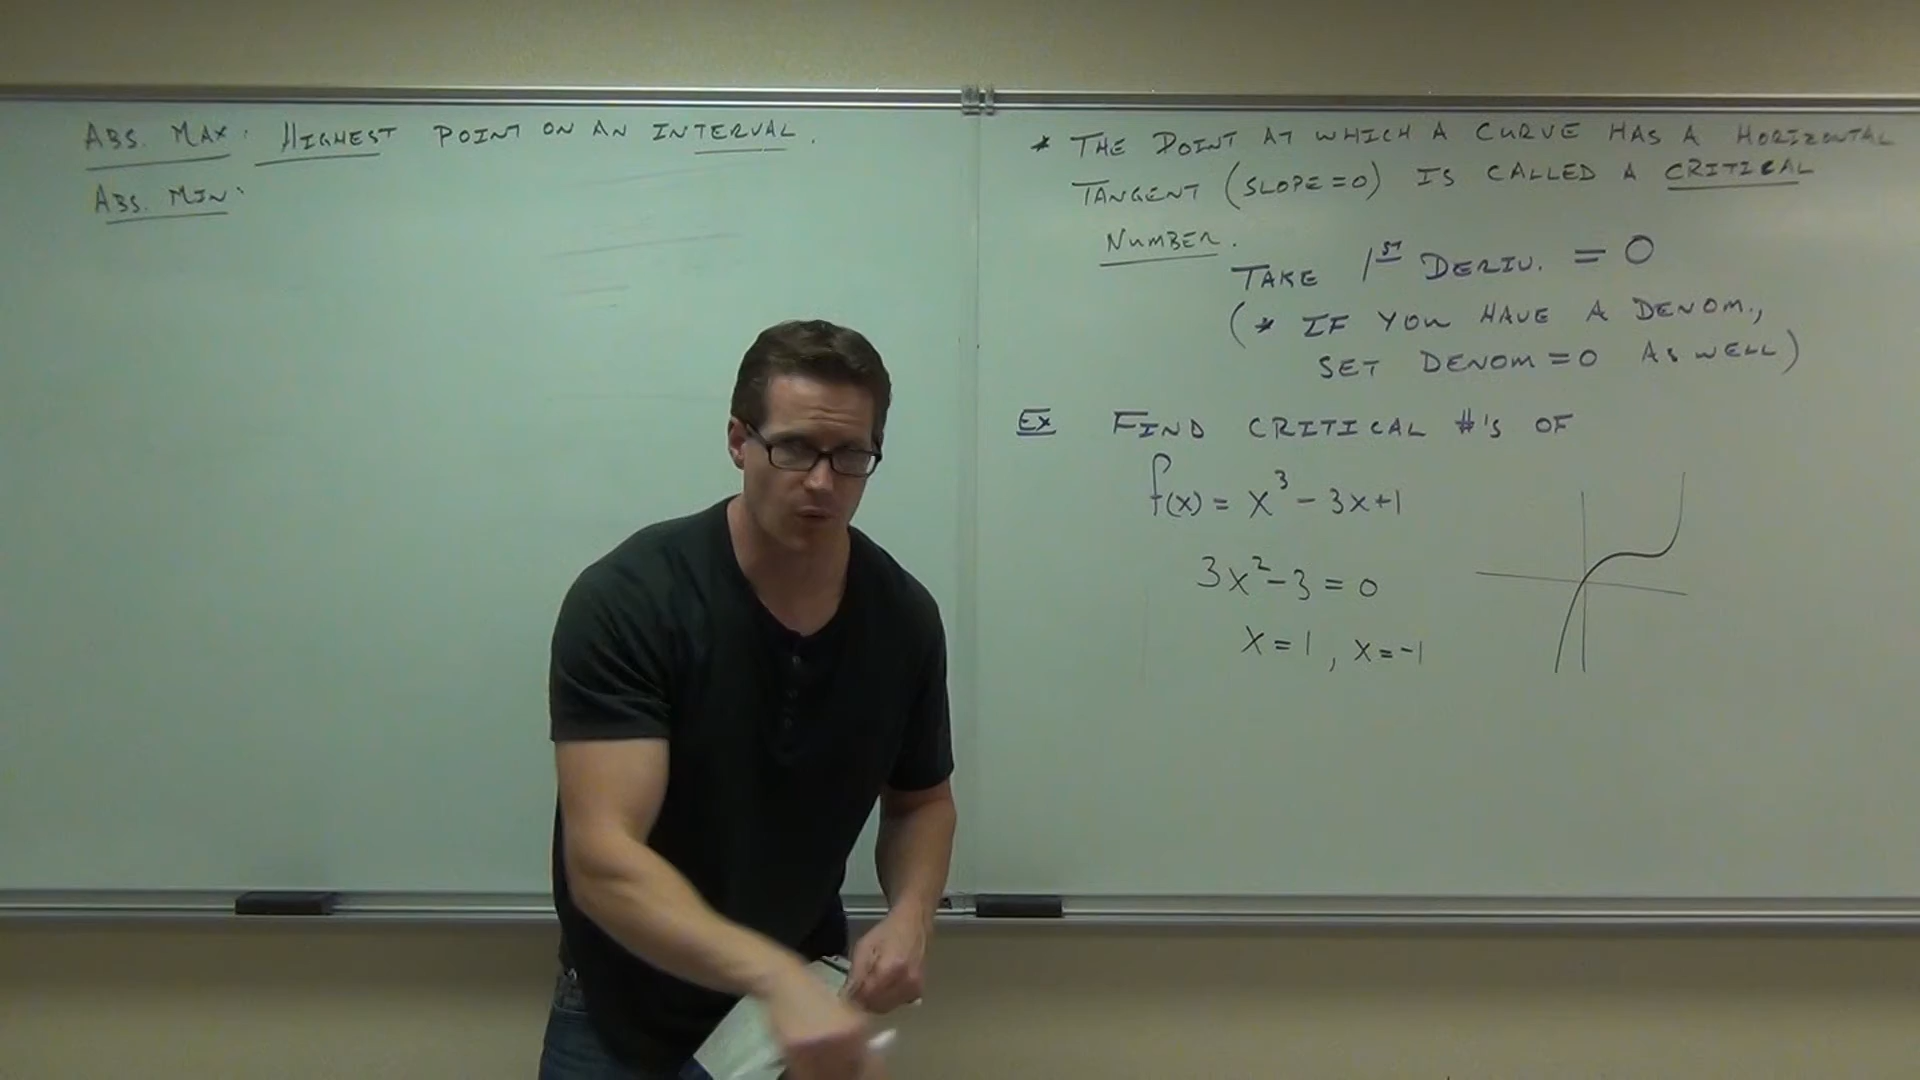 ABS. MAX: HIGHEST POINT ON AN INTERVAL.
ABS. MIN:
* THE POINT AT WHICH A CURVE HAS A HORIZONTAL
TANGENT (SLOPE=0) IS CALLED A CRITICAL
NUMBER.
TAKE 1ST DERIV. = 0
(* IF YOU HAVE A DENOM.,
SET DENOM=0 AS WELL)
EX FIND CRITICAL #'S OF
f(x) = x³ - 3x+1
3x²-3 = 0
x = 1, x=-1